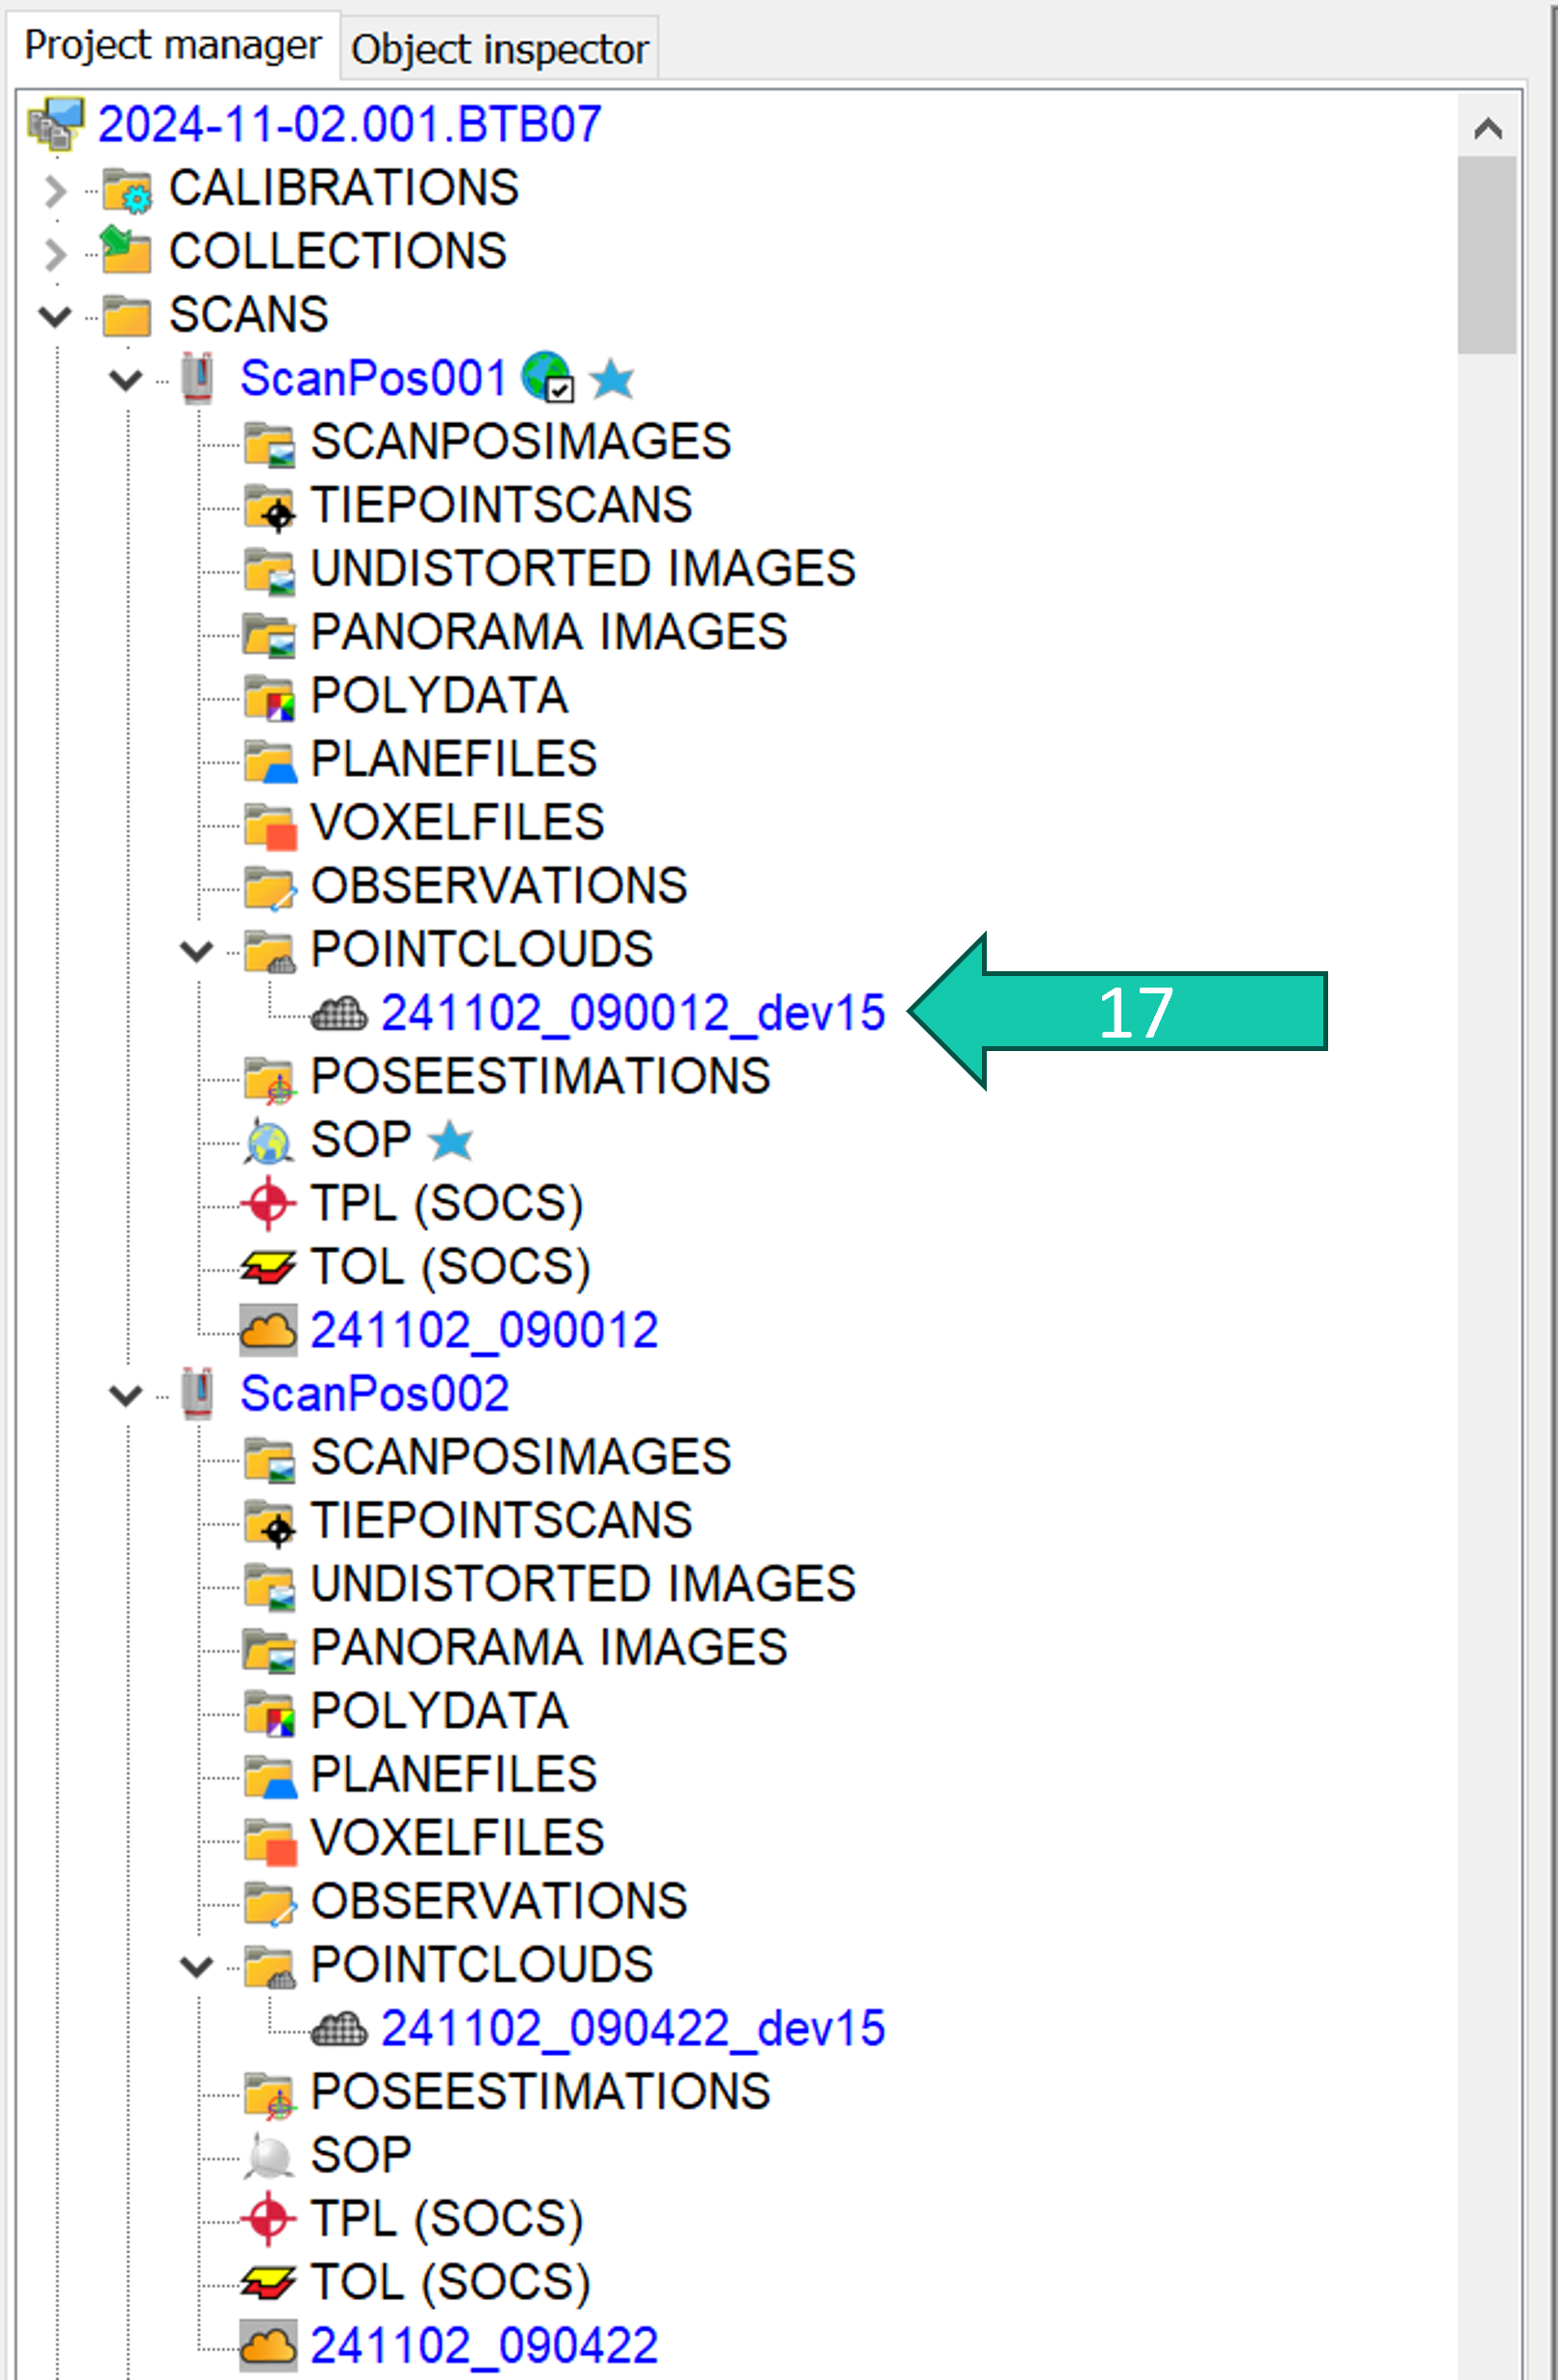 Project manager Object inspector
2024-11-02.001.BTB07
CALIBRATIONS
COLLECTIONS
SCANS
ScanPos001
SCANPOSIMAGES
TIEPOINTSCANS
UNDISTORTED IMAGES
PANORAMA IMAGES
POLYDATA
PLANEFILES
VOXELFILES
OBSERVATIONS
POINTCLOUDS
241102_090012_dev15 17
POSEESTIMATIONS
SOP
TPL (SOCS)
TOL (SOCS)
241102_090012
ScanPos002
SCANPOSIMAGES
TIEPOINTSCANS
UNDISTORTED IMAGES
PANORAMA IMAGES
POLYDATA
PLANEFILES
VOXELFILES
OBSERVATIONS
POINTCLOUDS
241102_090422_dev15
POSEESTIMATIONS
SOP
TPL (SOCS)
TOL (SOCS)
241102_090422